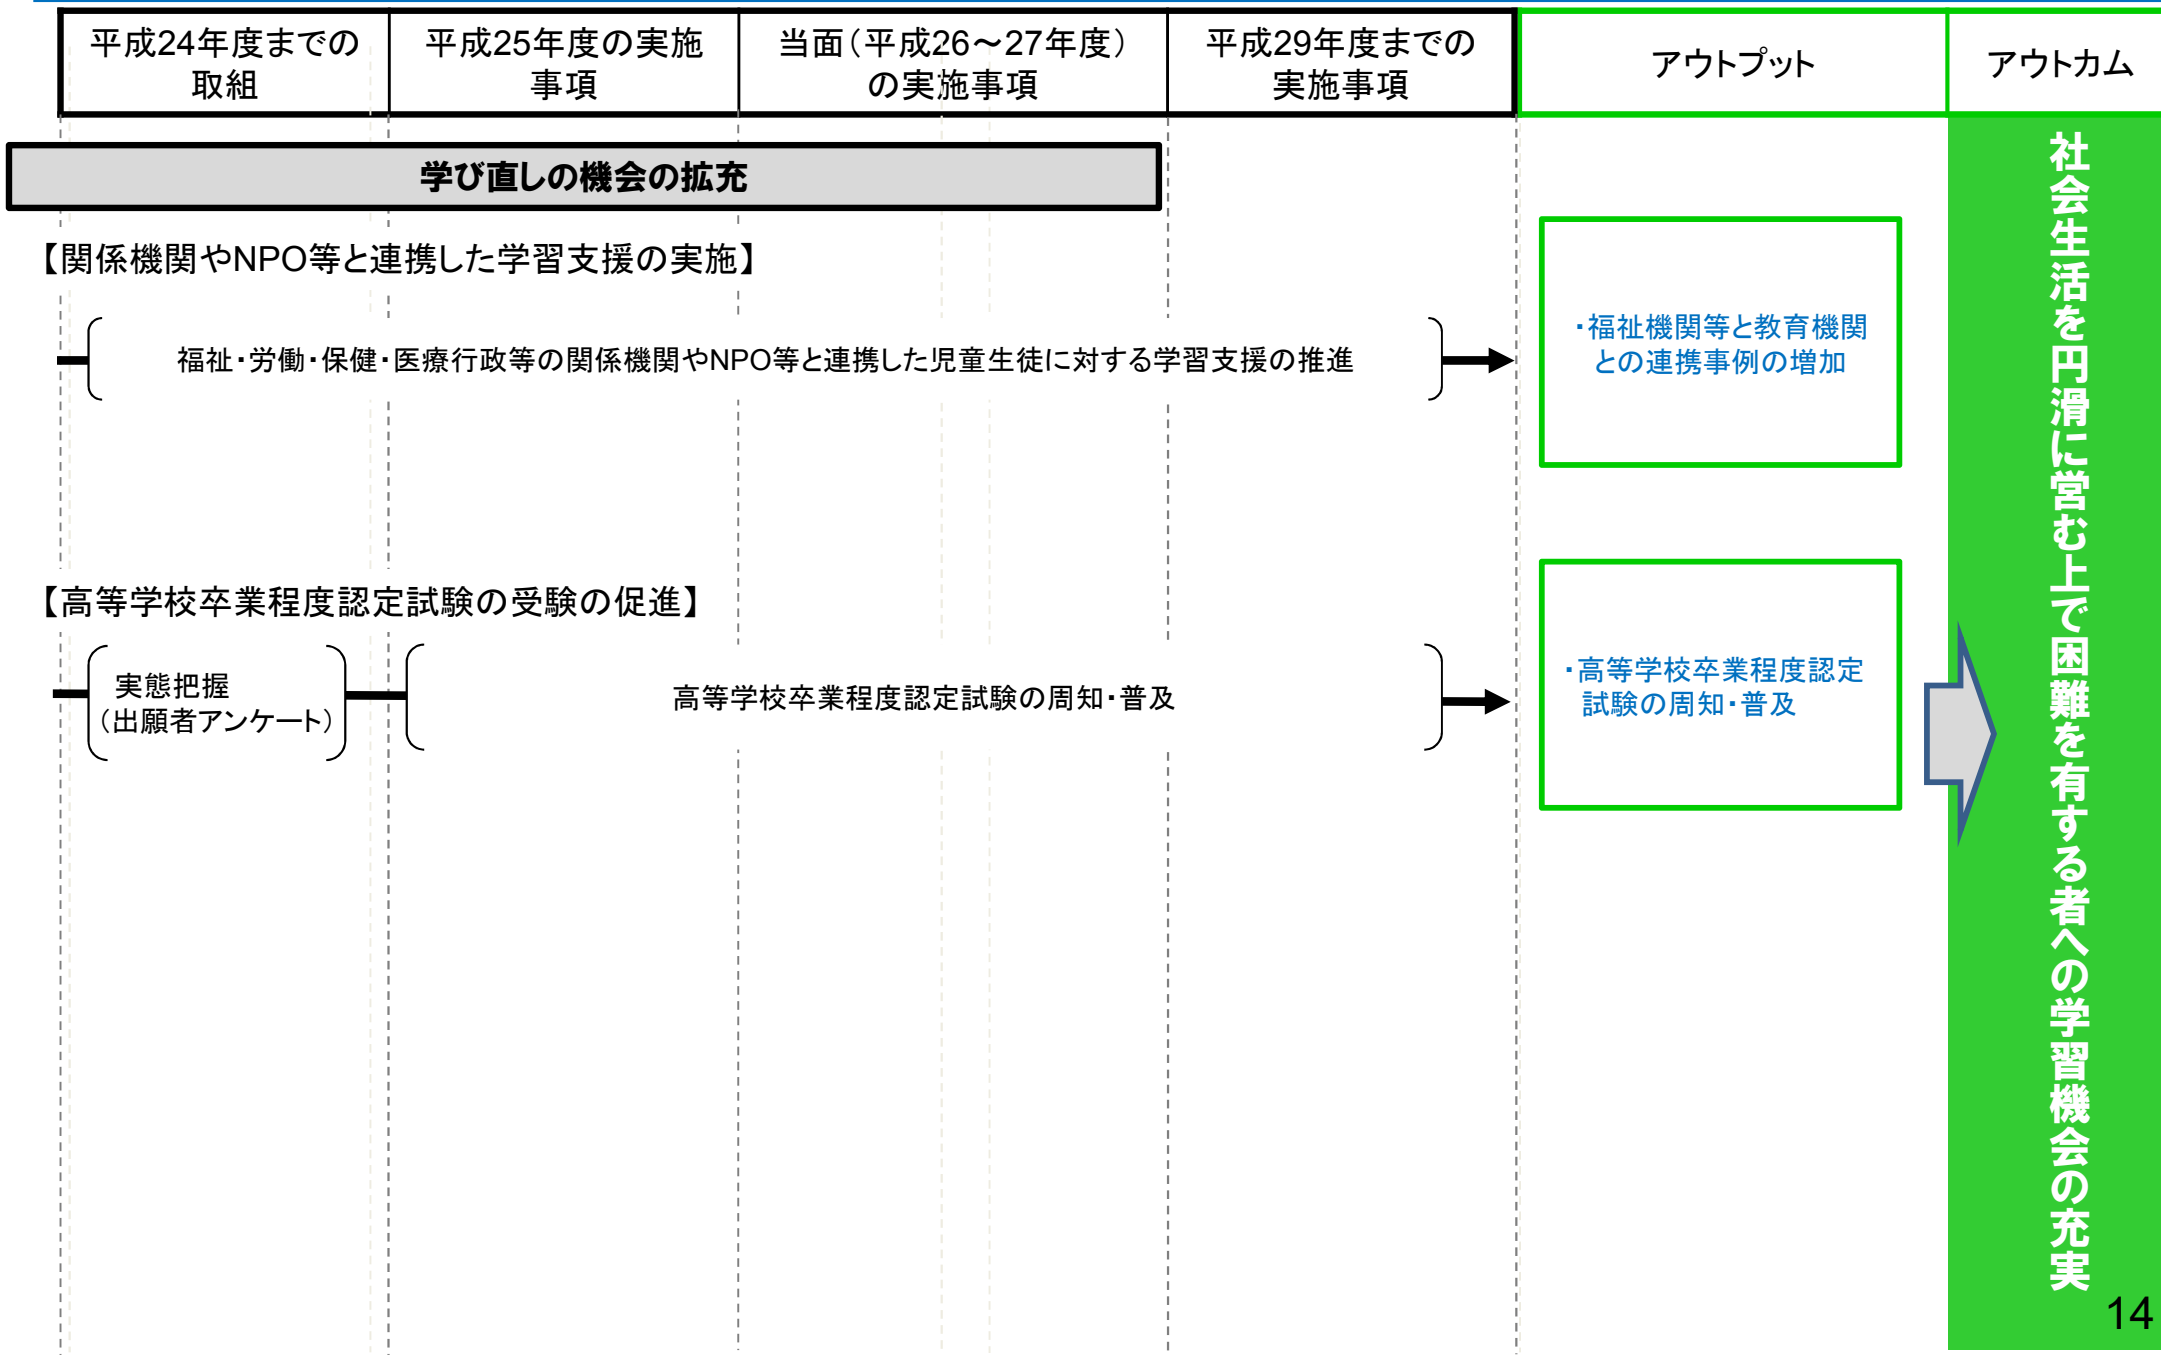 平成24年度までの
取組
平成25年度の実施
事項
当面（平成26～27年度）
の実施事項
平成29年度までの
実施事項
アウトプット
アウトカム
学び直しの機会の拡充
【関係機関やNPO等と連携した学習支援の実施】
福祉・労働・保健・医療行政等の関係機関やNPO等と連携した児童生徒に対する学習支援の推進
・福祉機関等と教育機関
との連携事例の増加
【高等学校卒業程度認定試験の受験の促進】
実態把握
（出願者アンケート）
高等学校卒業程度認定試験の周知・普及
・高等学校卒業程度認定
試験の周知・普及
社会生活を円滑に営む上で困難を有する者への学習機会の充実
14